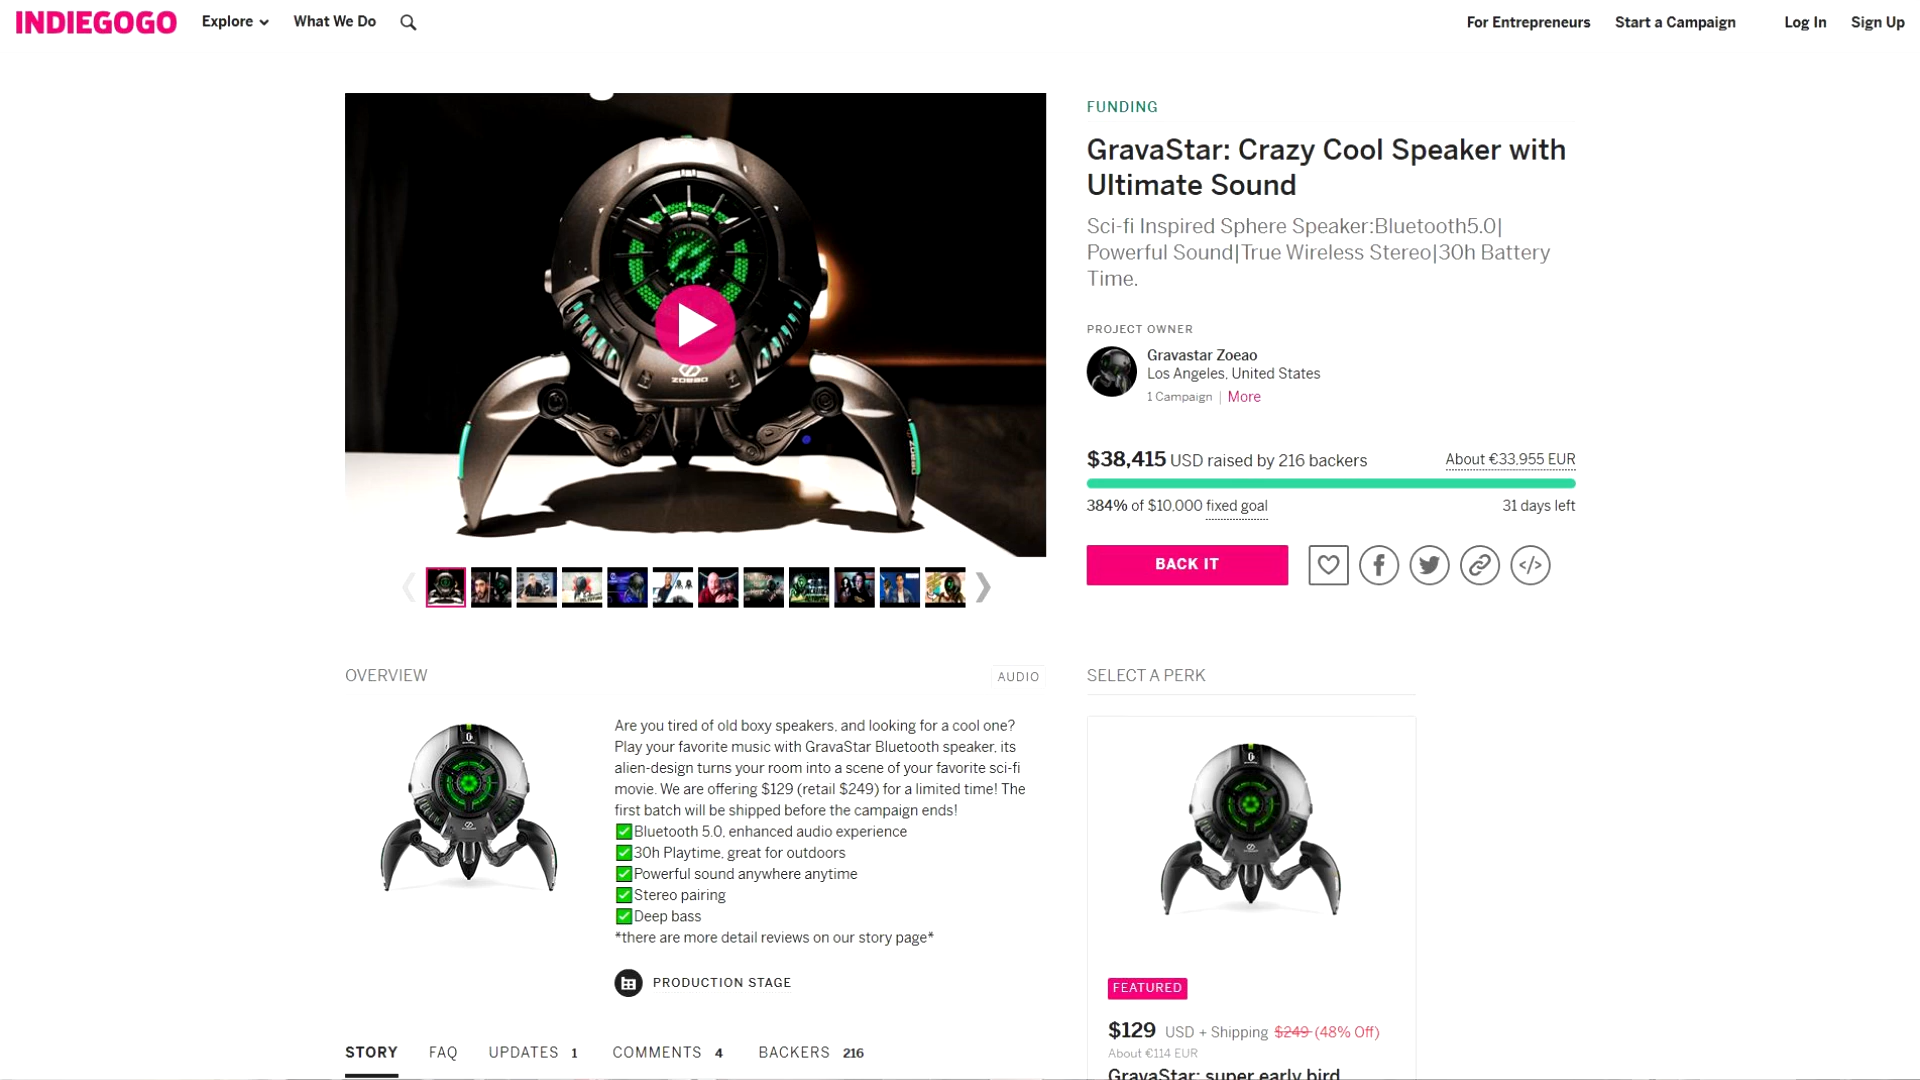 INDIEGOGO
Explore
What We Do
For Entrepreneurs
Start a Campaign
Log In
Sign Up
ZOEAO
FUNDING
GravaStar: Crazy Cool Speaker with
Ultimate Sound
Sci-fi Inspired Sphere Speaker:Bluetooth5.0|
Powerful Sound|True Wireless Stereo|30h Battery
Time.
PROJECT OWNER
Gravastar Zoeao
Los Angeles, United States
1 Campaign | More
$38,415 USD raised by 216 backers
About €33,955 EUR
384% of $10,000 fixed goal
31 days left
BACK IT
OVERVIEW
AUDIO
Are you tired of old boxy speakers, and looking for a cool one?
Play your favorite music with GravaStar Bluetooth speaker, its
alien-design turns your room into a scene of your favorite sci-fi
movie. We are offering $129 (retail $249) for a limited time! The
first batch will be shipped before the campaign ends!
✅Bluetooth 5.0, enhanced audio experience
✅30h Playtime, great for outdoors
✅Powerful sound anywhere anytime
✅Stereo pairing
✅Deep bass
*there are more detail reviews on our story page*
PRODUCTION STAGE
STORY
FAQ
UPDATES 1
COMMENTS 4
BACKERS 216
SELECT A PERK
FEATURED
$129 USD + Shipping $249 (48% Off)
About €114 EUR
GravaStar: super early bird